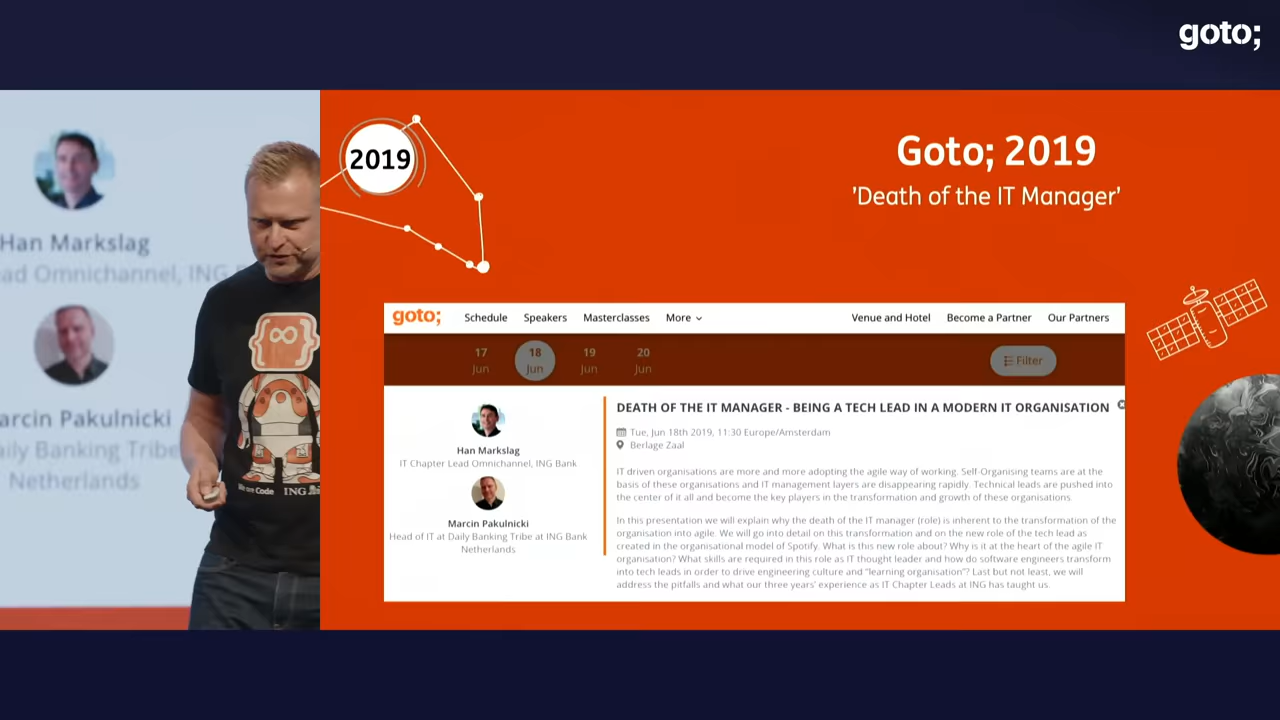 goto;
Han Markslag
ad Omnichannel, ING
arcin Pakulnicki
aily Banking Tribe
Netherlands
We are Code ING
2019
Goto; 2019
'Death of the IT Manager'
goto; Schedule Speakers Masterclasses More Venue and Hotel Become a Partner Our Partners
17 Jun
18 Jun
19 Jun
20 Jun
Filter
Han Markslag
IT Chapter Lead Omnichannel, ING Bank
Marcin Pakulnicki
Head of IT at Daily Banking Tribe at ING Bank
Netherlands
DEATH OF THE IT MANAGER - BEING A TECH LEAD IN A MODERN IT ORGANISATION
Tue, Jun 18th 2019, 11:30 Europe/Amsterdam
Berlage Zaal
IT driven organisations are more and more adopting the agile way of working. Self-Organising teams are at the
basis of these organisations and IT management layers are disappearing rapidly. Technical leads are pushed into
the center of it all and become the key players in the transformation and growth of these organisations.
In this presentation we will explain why the death of the IT manager (role) is inherent to the transformation of the
organisation into agile. We will go into detail on this transformation and on the new role of the tech lead as
created in the organisational model of Spotify. What is this new role about? Why is it at the heart of the agile IT
organisation? What skills are required in this role as IT thought leader and how do software engineers transform
into tech leads in order to drive engineering culture and "learning organisation"? Last but not least, we will
address the pitfalls and what our three years' experience as IT Chapter Leads at ING has taught us.